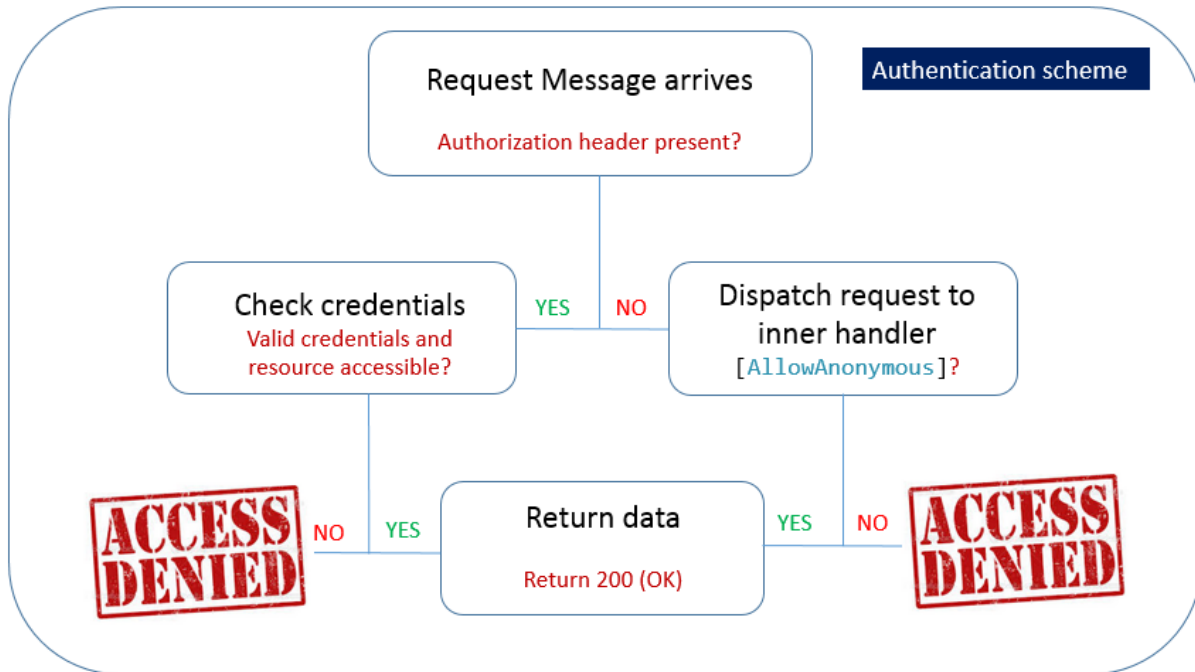 Request Message arrives
Authorization header present?
Authentication scheme
Check credentials
Valid credentials and
resource accessible?
YES
NO
Dispatch request to
inner handler
[AllowAnonymous]?
ACCESS
DENIED
NO
YES
Return data
Return 200 (OK)
YES
NO
ACCESS
DENIED